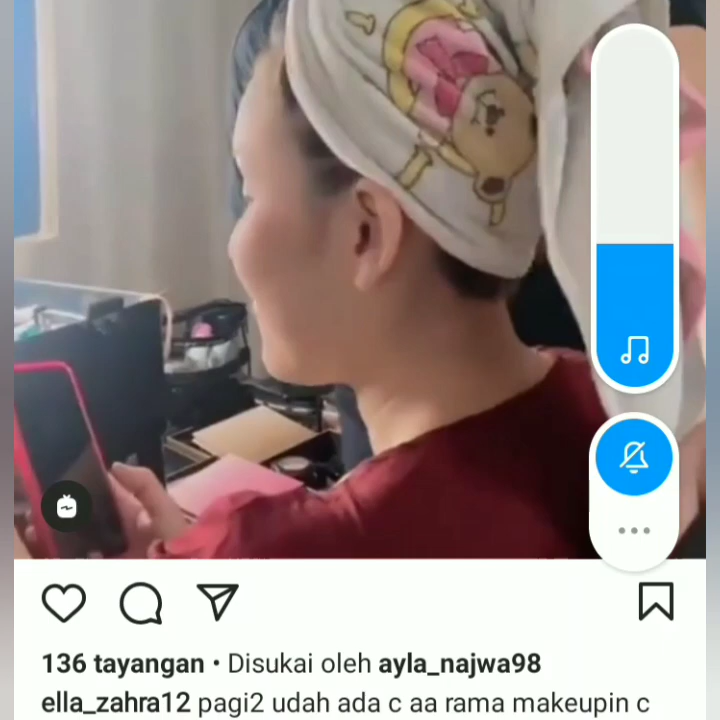 136 tayangan • Disukai oleh ayla_najwa98
ella_zahra12 pagi2 udah ada c aa rama makeupin c